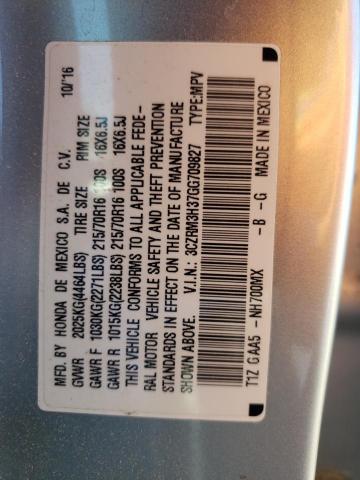 MFD. BY HONDA DE MEXICO S.A. DE C.V. 10/16
GVWR 2025KG(4464LBS) TIRE SIZE RIM SIZE
GAWR F 1030KG(2271LBS) 215/70R16 100S 16X6.5J
GAWR R 1015KG(2238LBS) 215/70R16 100S 16X6.5J
THIS VEHICLE CONFORMS TO ALL APPLICABLE FEDE-
RAL MOTOR VEHICLE SAFETY AND THEFT PREVENTION
STANDARDS IN EFFECT ON THE DATE OF MANUFACTURE
SHOWN ABOVE. V.I.N.: 3CZRM3H37GG709827 TYPE:MPV
T1Z GAA5 -NH700MX -B -G MADE IN MEXICO